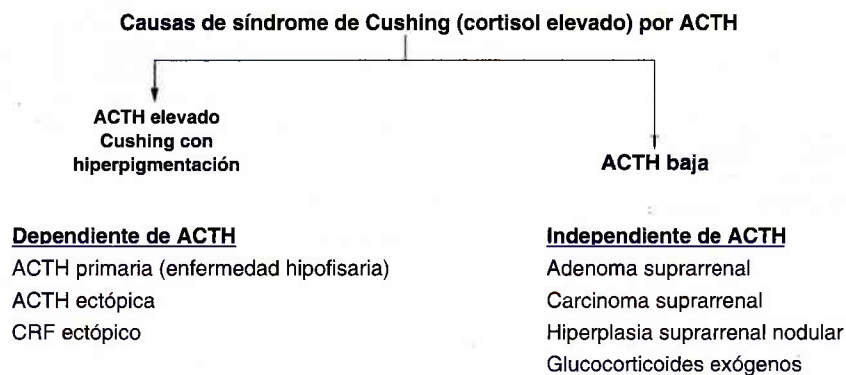 Causas de síndrome de Cushing (cortisol elevado) por ACTH
ACTH elevado
Cushing con
hiperpigmentación
ACTH baja
Dependiente de ACTH
ACTH primaria (enfermedad hipofisaria)
ACTH ectópica
CRF ectópico
Independiente de ACTH
Adenoma suprarrenal
Carcinoma suprarrenal
Hiperplasia suprarrenal nodular
Glucocorticoides exógenos